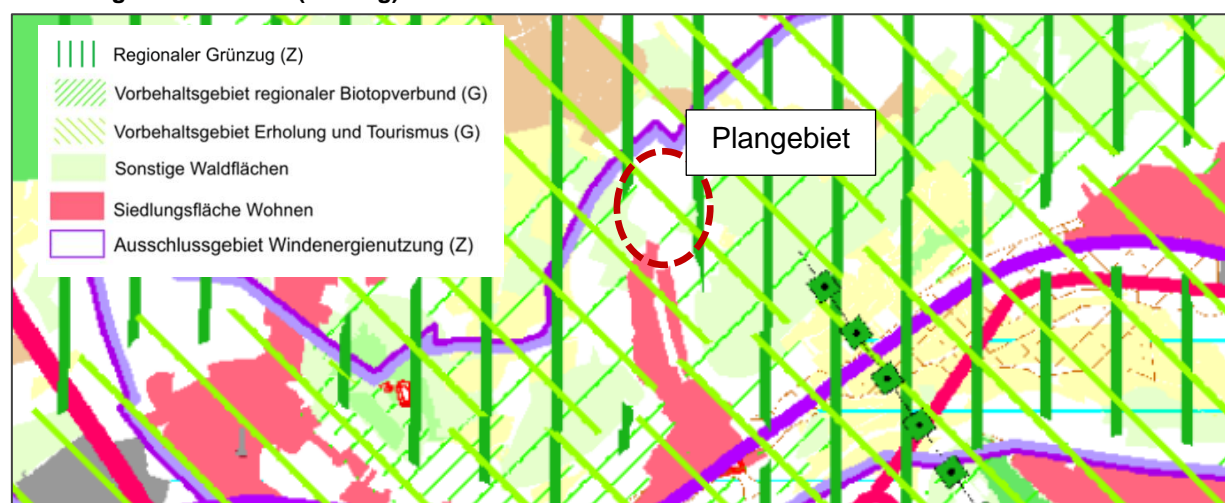 Regionaler Grünzug (Z)
Vorbehaltsgebiet regionaler Biotopverbund (G)
Vorbehaltsgebiet Erholung und Tourismus (G)
Sonstige Waldflächen
Siedlungsfläche Wohnen
Ausschlussgebiet Windenergienutzung (Z)
Plangebiet